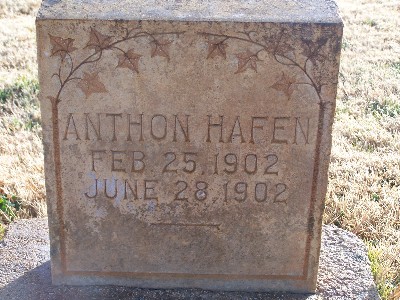 ANTHON HAFEN
FEB 25, 1902
JUNE 28, 1902